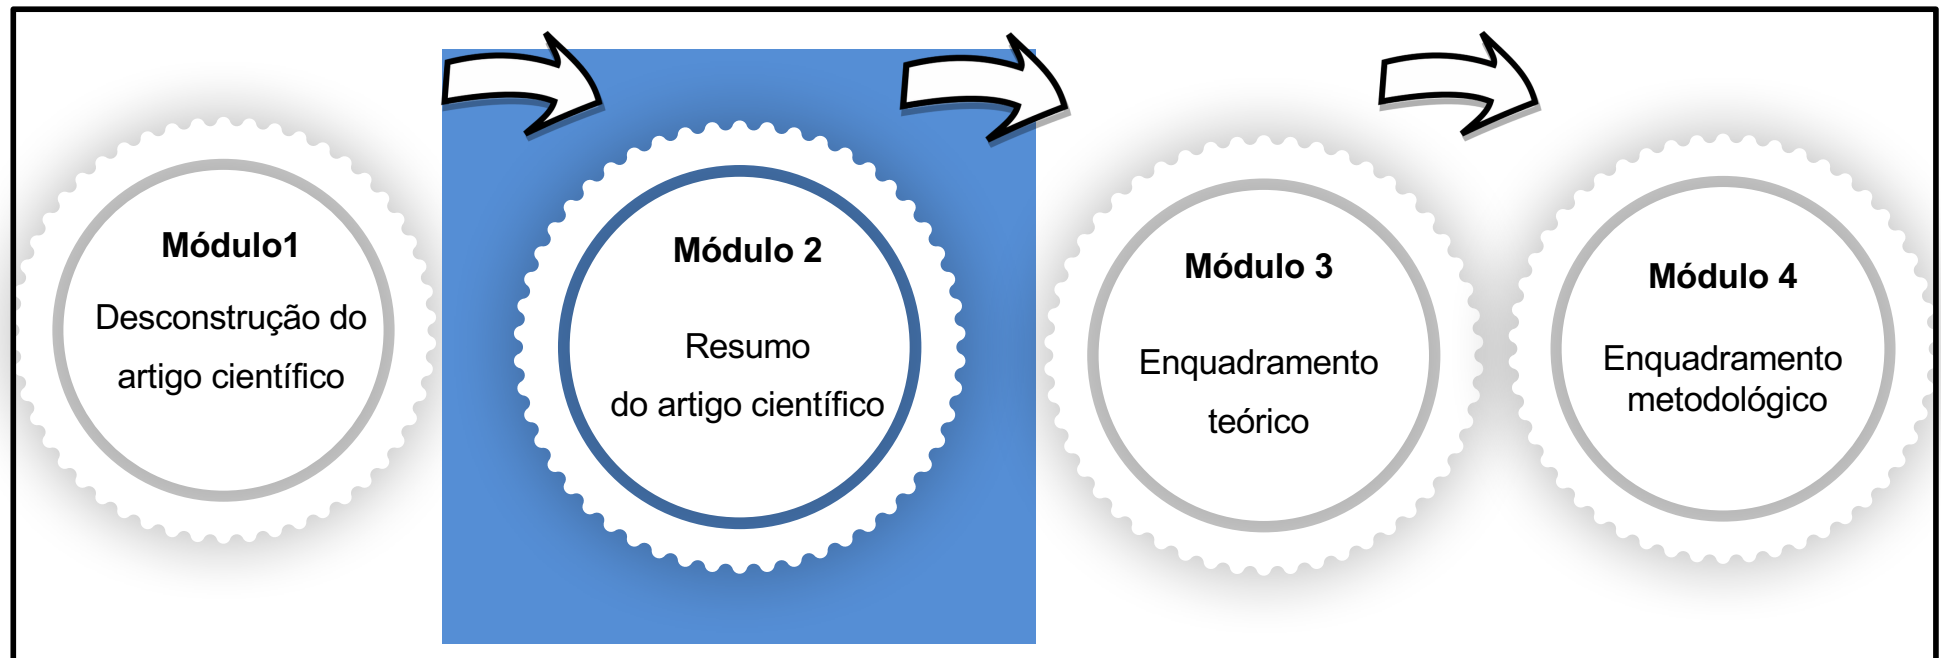 Módulo1
Desconstrução do
artigo científico
Módulo 2
Resumo
do artigo científico
Módulo 3
Enquadramento
teórico
Módulo 4
Enquadramento
metodológico